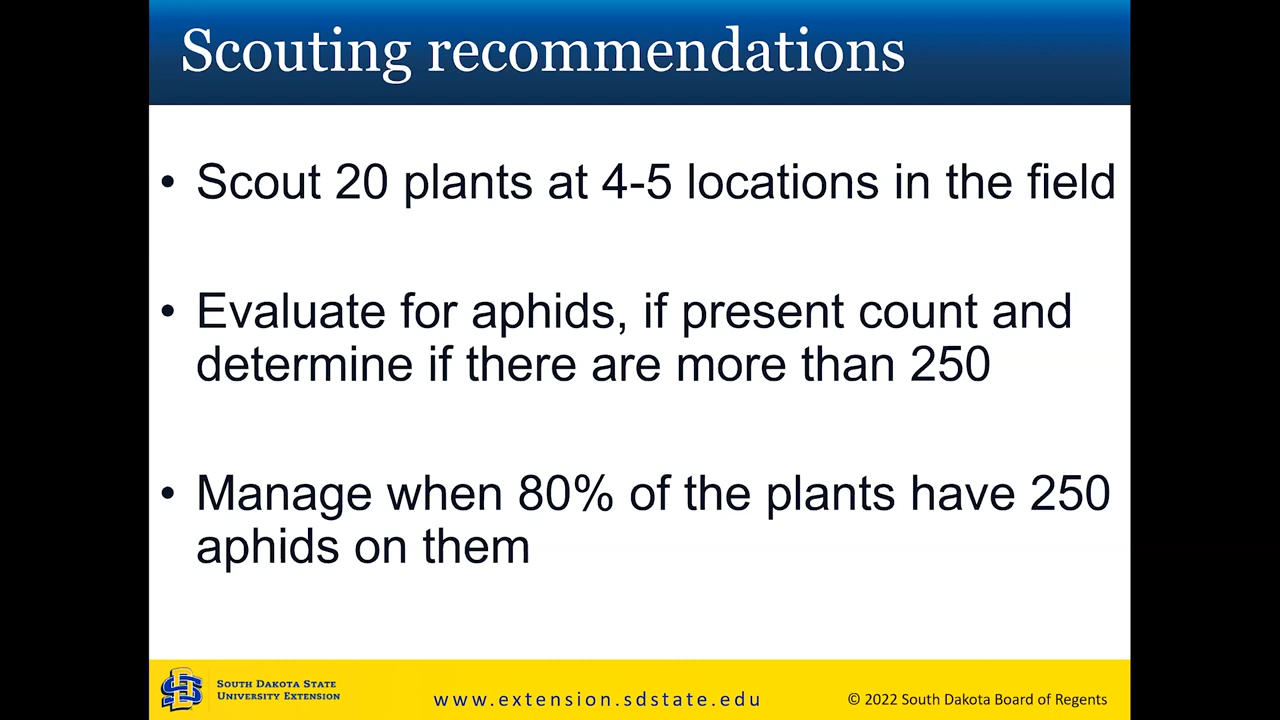 Scouting recommendations
• Scout 20 plants at 4-5 locations in the field
• Evaluate for aphids, if present count and
determine if there are more than 250
• Manage when 80% of the plants have 250
aphids on them
SOUTH DAKOTA STATE
UNIVERSITY EXTENSION
www.extension.sdstate.edu
© 2022 South Dakota Board of Regents